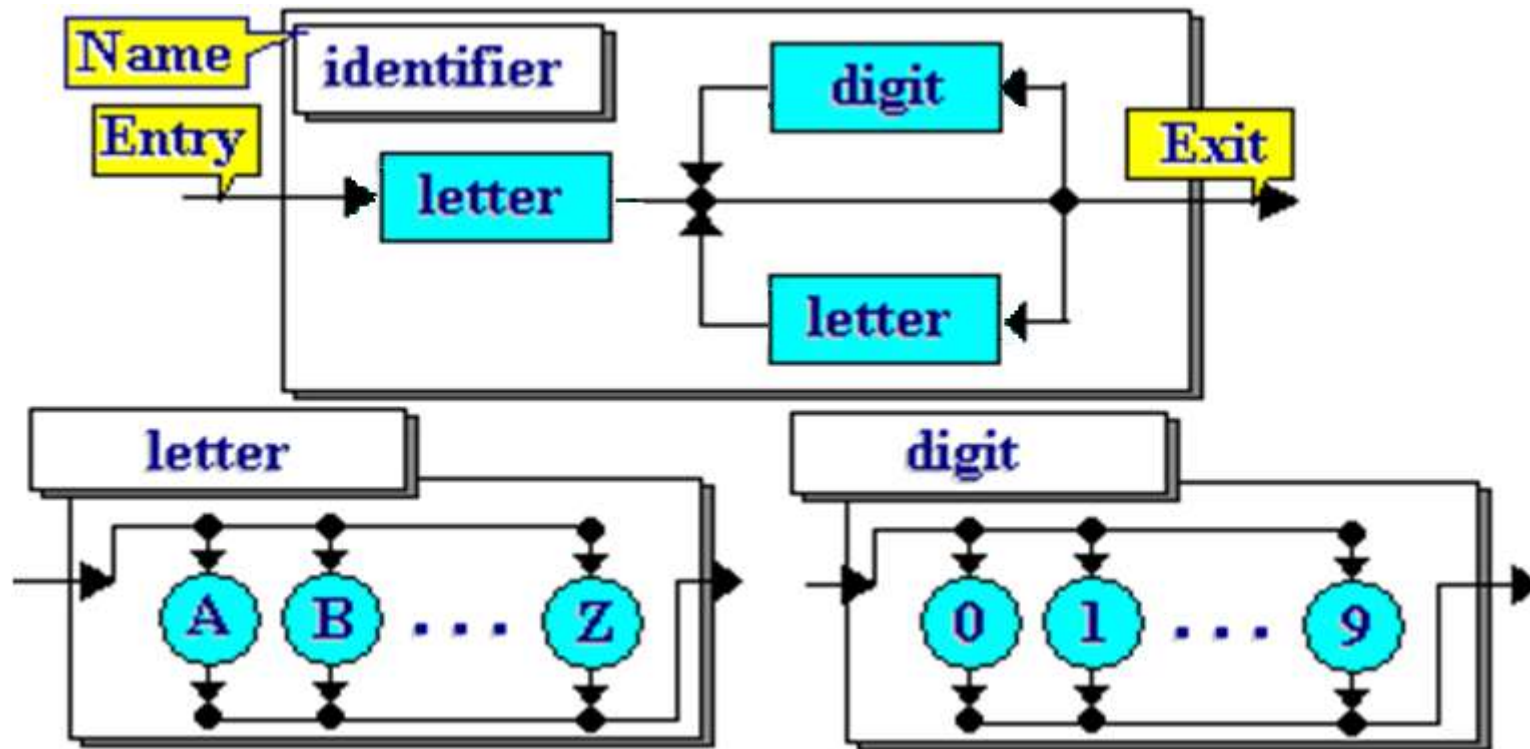 Name
identifier
digit
Entry
Exit
letter
letter
letter
digit
A B . . . Z
0 1 . . . 9